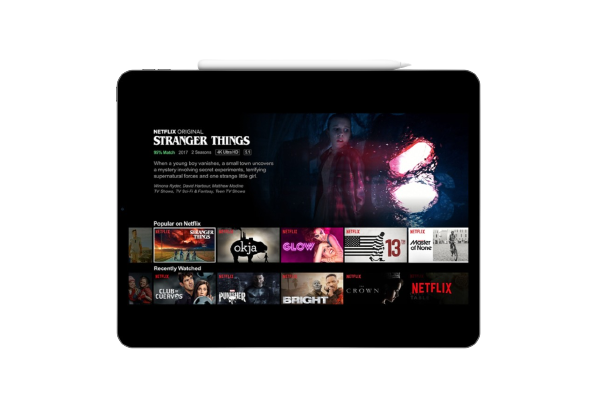 NETFLIX ORIGINAL
STRANGER THINGS
95% Match 2017 2 Seasons 4K Ultra HD 5.1
When a young boy vanishes, a small town uncovers
a mystery involving secret experiments, terrifying
supernatural forces and one strange little girl.
Winona Ryder, David Harbour, Matthew Modine
TV Shows, TV Sci-Fi & Fantasy, Teen TV Shows
Popular on Netflix
NETFLIX STRANGER THINGS
NETFLIX okja
NETFLIX GLOW
NETFLIX 13TH
NETFLIX Master of None
Recently Watched
NETFLIX CLUB DE CUERVOS
NETFLIX THE PUNISHER
NETFLIX BRIGHT
NETFLIX THE CROWN
NETFLIX